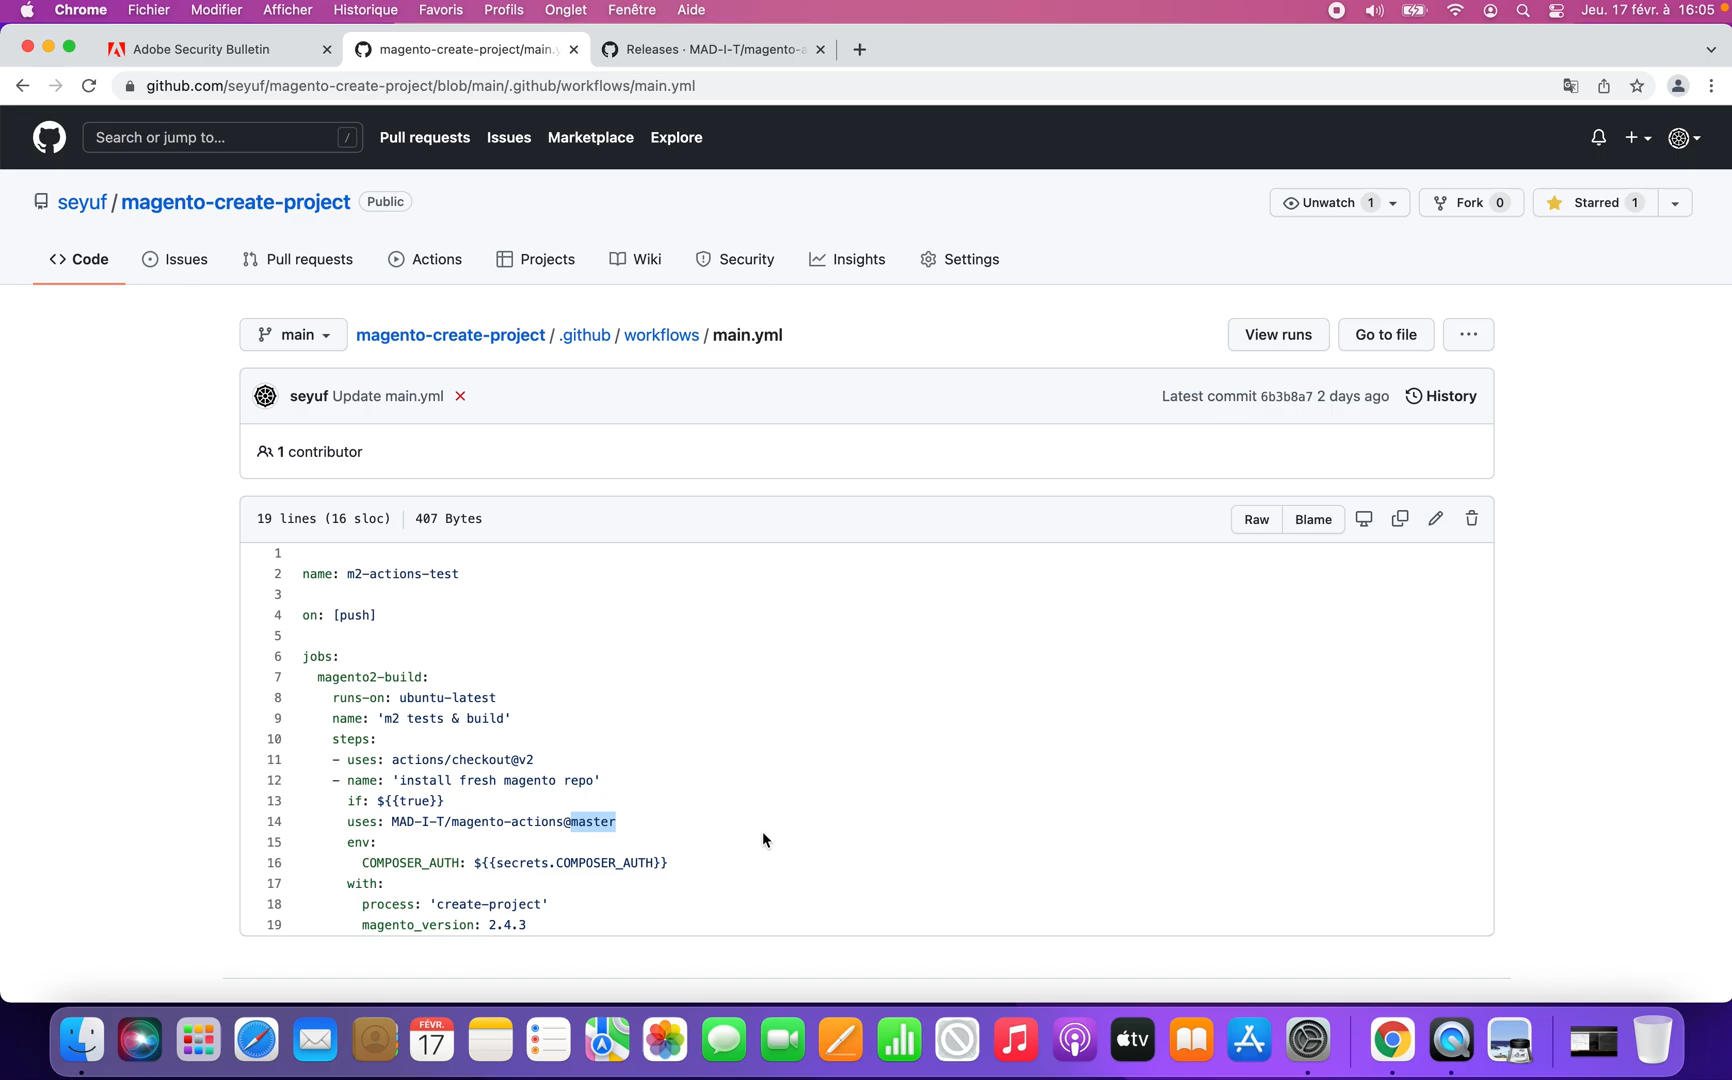 Chrome Fichier Modifier Afficher Historique Favoris Profils Onglet Fenêtre Aide Jeu. 17 févr. à 16:05
Adobe Security Bulletin magento-create-project/main.y Releases · MAD-I-T/magento-a
github.com/seyuf/magento-create-project/blob/main/.github/workflows/main.yml
Search or jump to... / Pull requests Issues Marketplace Explore
seyuf / magento-create-project Public Unwatch 1 Fork 0 Starred 1
Code Issues Pull requests Actions Projects Wiki Security Insights Settings
main magento-create-project / .github / workflows / main.yml View runs Go to file ...
seyuf Update main.yml Latest commit 6b3b8a7 2 days ago History
1 contributor
19 lines (16 sloc) 407 Bytes Raw Blame
1
2 name: m2-actions-test
3
4 on: [push]
5
6 jobs:
7 magento2-build:
8 runs-on: ubuntu-latest
9 name: 'm2 tests & build'
10 steps:
11 - uses: actions/checkout@v2
12 - name: 'install fresh magento repo'
13 if: ${{true}}
14 uses: MAD-I-T/magento-actions@master
15 env:
16 COMPOSER_AUTH: ${{secrets.COMPOSER_AUTH}}
17 with:
18 process: 'create-project'
19 magento_version: 2.4.3
FÉVR.
17
tv